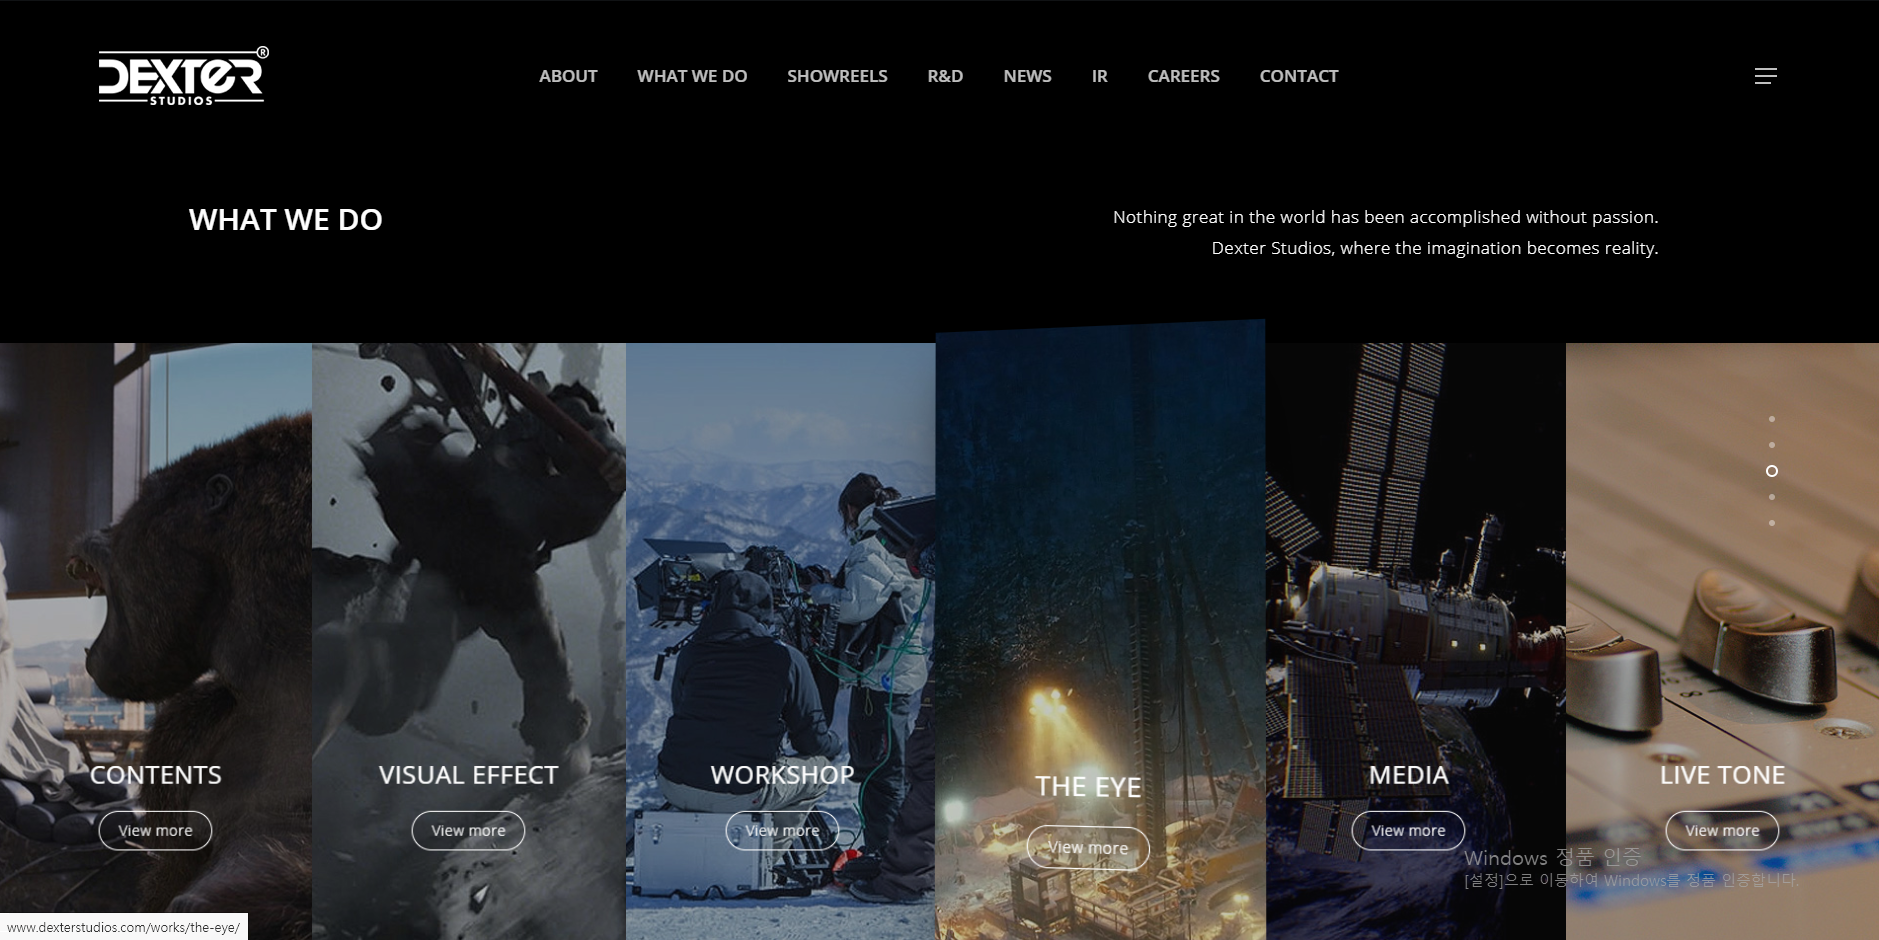 DEXTER®
STUDIOS
ABOUT WHAT WE DO SHOWREELS R&D NEWS IR CAREERS CONTACT
WHAT WE DO
Nothing great in the world has been accomplished without passion.
Dexter Studios, where the imagination becomes reality.
CONTENTS
View more
VISUAL EFFECT
View more
WORKSHOP
View more
THE EYE
View more
MEDIA
View more
LIVE TONE
View more
Windows 정품 인증
[설정]으로 이동하여 Windows를 정품 인증합니다.
www.dexterstudios.com/works/the-eye/